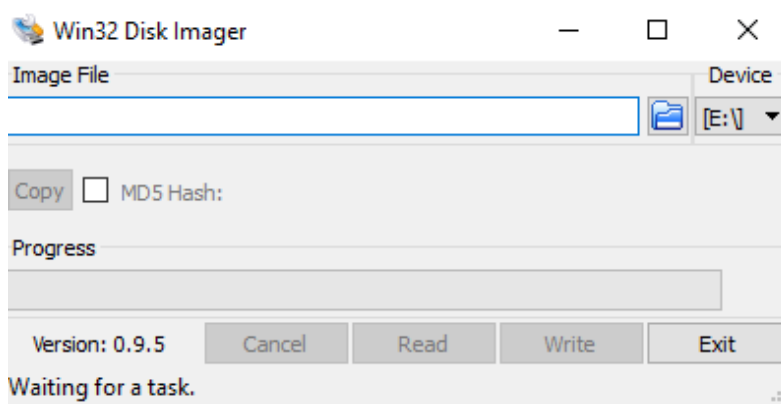 Win32 Disk Imager
Image File Device
[E:\]
Copy MD5 Hash:
Progress
Version: 0.9.5 Cancel Read Write Exit
Waiting for a task.